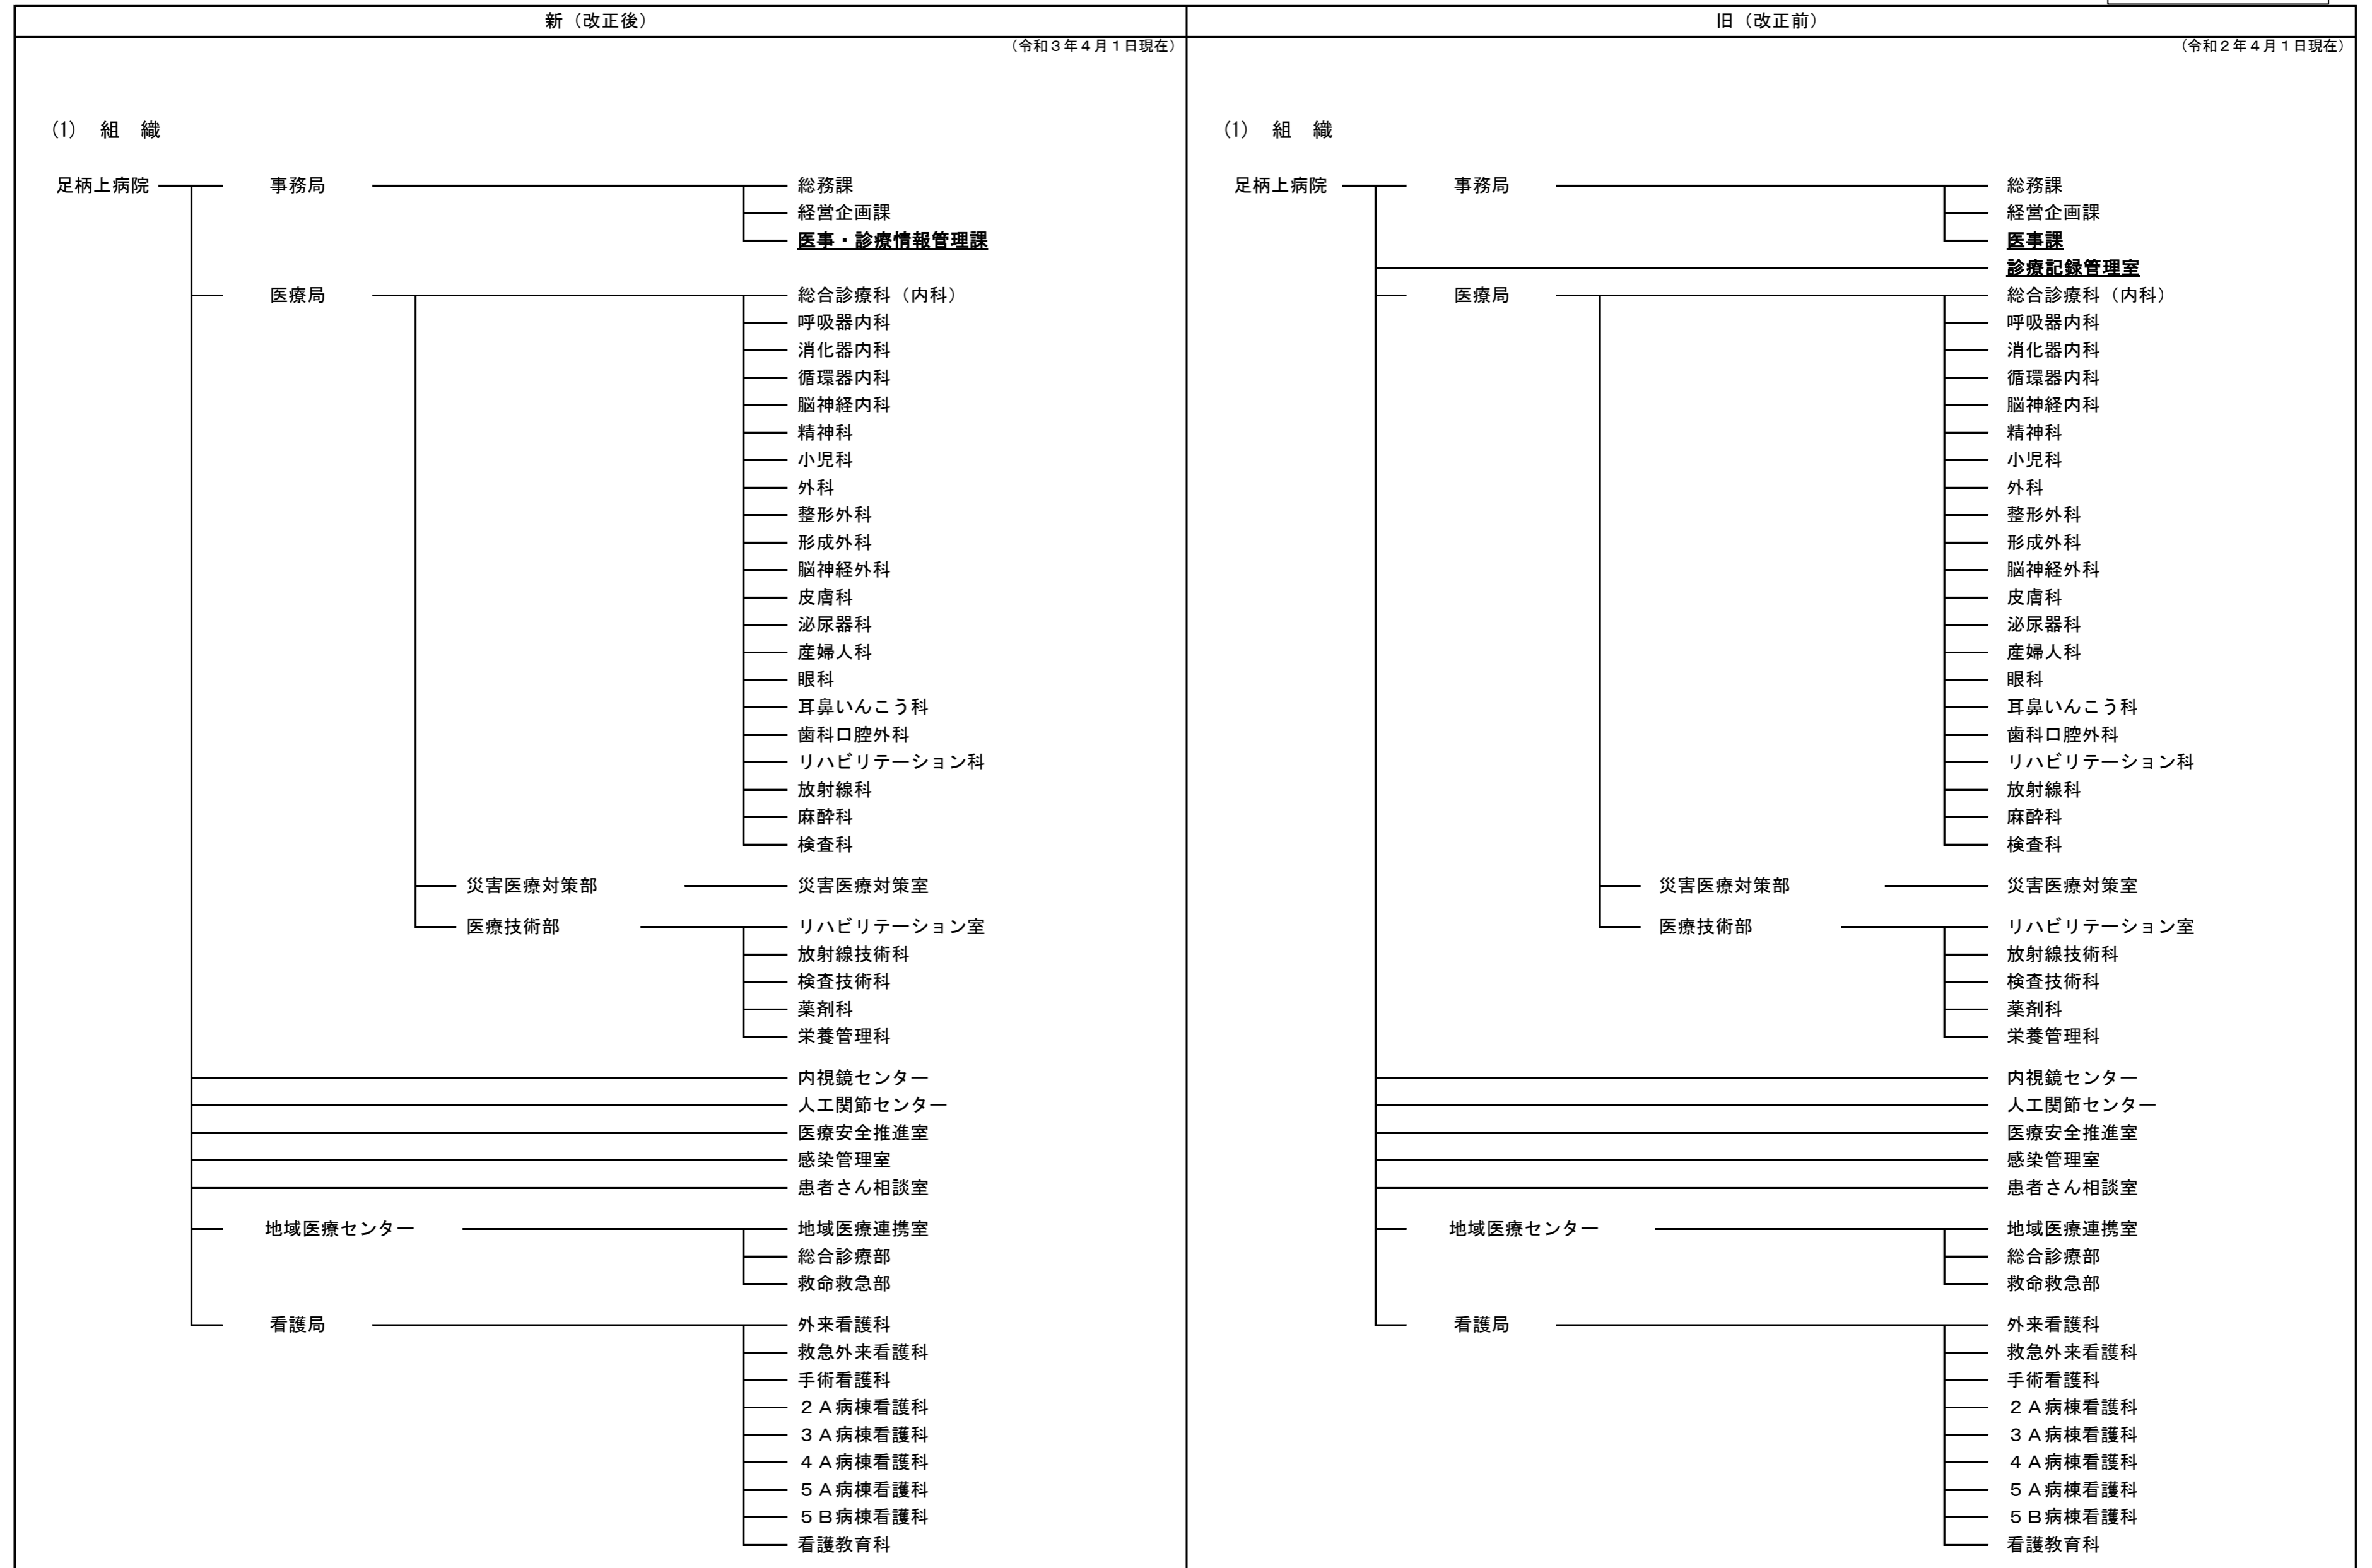 新（改正後）
（令和３年４月１日現在）
(1) 組　織
足柄上病院
事務局
総務課
経営企画課
医事・診療情報管理課
医療局
総合診療科（内科）
呼吸器内科
消化器内科
循環器内科
脳神経内科
精神科
小児科
外科
整形外科
形成外科
脳神経外科
皮膚科
泌尿器科
産婦人科
眼科
耳鼻いんこう科
歯科口腔外科
リハビリテーション科
放射線科
麻酔科
検査科
災害医療対策部
災害医療対策室
医療技術部
リハビリテーション室
放射線技術科
検査技術科
薬剤科
栄養管理科
内視鏡センター
人工関節センター
医療安全推進室
感染管理室
患者さん相談室
地域医療センター
地域医療連携室
総合診療部
救命救急部
看護局
外来看護科
救急外来看護科
手術看護科
２Ａ病棟看護科
３Ａ病棟看護科
４Ａ病棟看護科
５Ａ病棟看護科
５Ｂ病棟看護科
看護教育科
旧（改正前）
（令和２年４月１日現在）
(1) 組　織
足柄上病院
事務局
総務課
経営企画課
医事課
診療記録管理室
医療局
総合診療科（内科）
呼吸器内科
消化器内科
循環器内科
脳神経内科
精神科
小児科
外科
整形外科
形成外科
脳神経外科
皮膚科
泌尿器科
産婦人科
眼科
耳鼻いんこう科
歯科口腔外科
リハビリテーション科
放射線科
麻酔科
検査科
災害医療対策部
災害医療対策室
医療技術部
リハビリテーション室
放射線技術科
検査技術科
薬剤科
栄養管理科
内視鏡センター
人工関節センター
医療安全推進室
感染管理室
患者さん相談室
地域医療センター
地域医療連携室
総合診療部
救命救急部
看護局
外来看護科
救急外来看護科
手術看護科
２Ａ病棟看護科
３Ａ病棟看護科
４Ａ病棟看護科
５Ａ病棟看護科
５Ｂ病棟看護科
看護教育科